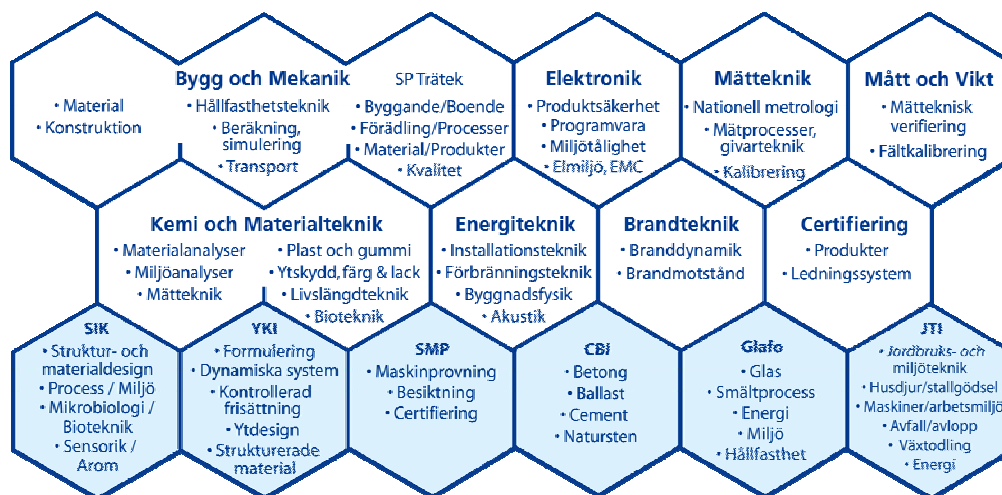 Bygg och Mekanik
• Material
• Konstruktion
• Hållfasthetsteknik
• Beräkning,
simulering
• Transport
SP Trätek
• Byggande/Boende
• Förädling/Processer
• Material/Produkter
• Kvalitet
Elektronik
• Produktsäkerhet
• Programvara
• Miljötålighet
• Elmiljö, EMC
Mätteknik
• Nationell metrologi
• Mätprocesser,
givarteknik
• Kalibrering
Mått och Vikt
• Mätteknisk
verifiering
• Fältkalibrering
Kemi och Materialteknik
• Materialanalyser
• Miljöanalyser
• Mätteknik
• Plast och gummi
• Ytskydd, färg & lack
• Livslängdteknik
• Bioteknik
Energiteknik
• Installationsteknik
• Förbränningsteknik
• Byggnadsfysik
• Akustik
Brandteknik
• Branddynamik
• Brandmotstånd
Certifiering
• Produkter
• Ledningssystem
SIK
• Struktur- och
materialdesign
• Process / Miljö
• Mikrobiologi /
Bioteknik
• Sensorik /
Arom
YKI
• Formulering
• Dynamiska system
• Kontrollerad
frisättning
• Ytdesign
• Strukturerade
material
SMP
• Maskinprovning
• Besiktning
• Certifiering
CBI
• Betong
• Ballast
• Cement
• Natursten
Glafo
• Glas
• Smältprocess
• Energi
• Miljö
• Hållfasthet
JTI
• Jordbruks- och
miljöteknik
• Husdjur/stallgödsel
• Maskiner/arbetsmiljö
• Avfall/avlopp
• Växtodling
• Energi